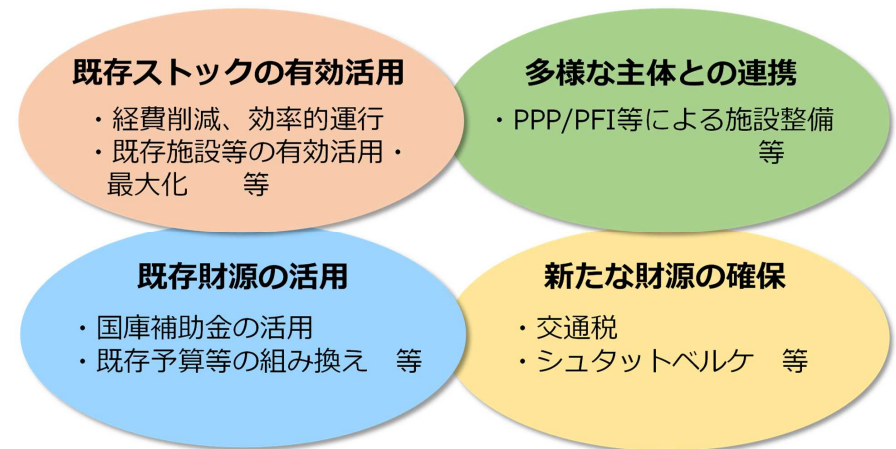 既存ストックの有効活用
・経費削減、効率的運行
・既存施設等の有効活用・
最大化　　等
多様な主体との連携
・PPP/PFI等による施設整備
等
既存財源の活用
・国庫補助金の活用
・既存予算等の組み換え　等
新たな財源の確保
・交通税
・シュタットベルケ　等